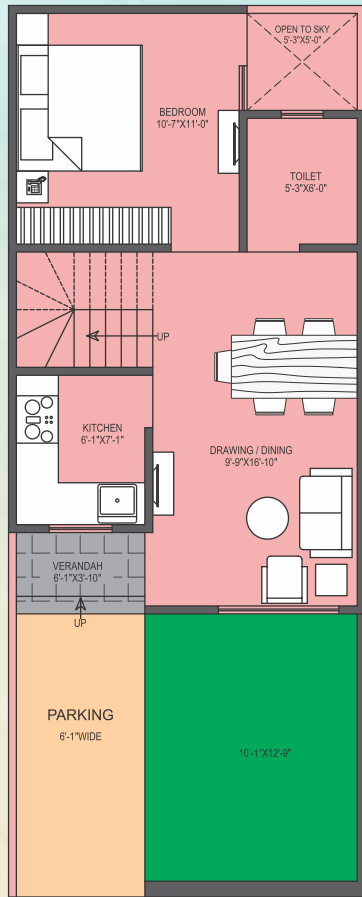 OPEN TO SKY
5'-3"X5'-0"
BEDROOM
10'-7"X11'-0"
TOILET
5'-3"X6'-0"
UP
KITCHEN
6'-1"X7'-1"
DRAWING / DINING
9'-9"X16'-10"
VERANDAH
6'-1"X3'-10"
UP
PARKING
6'-1"WIDE
10'-1"X12'-9"